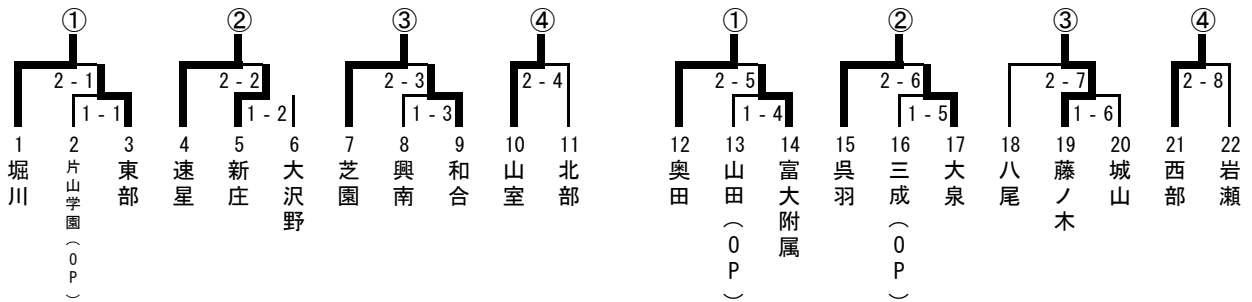 ① ② ③ ④ ① ② ③ ④
2-1 2-2 2-3 2-4 2-5 2-6 2-7 2-8
1-1 1-2 1-3 1-4 1-5 1-6
1 2 3 4 5 6 7 8 9 10 11 12 13 14 15 16 17 18 19 20 21 22
堀川
片山学園(OP)
東部
速星
新庄
大沢野
芝園
興南
和合
山室
北部
奥田
山田(OP)
富大附属
呉羽
三成(OP)
大泉
八尾
藤ノ木
城山
西部
岩瀬